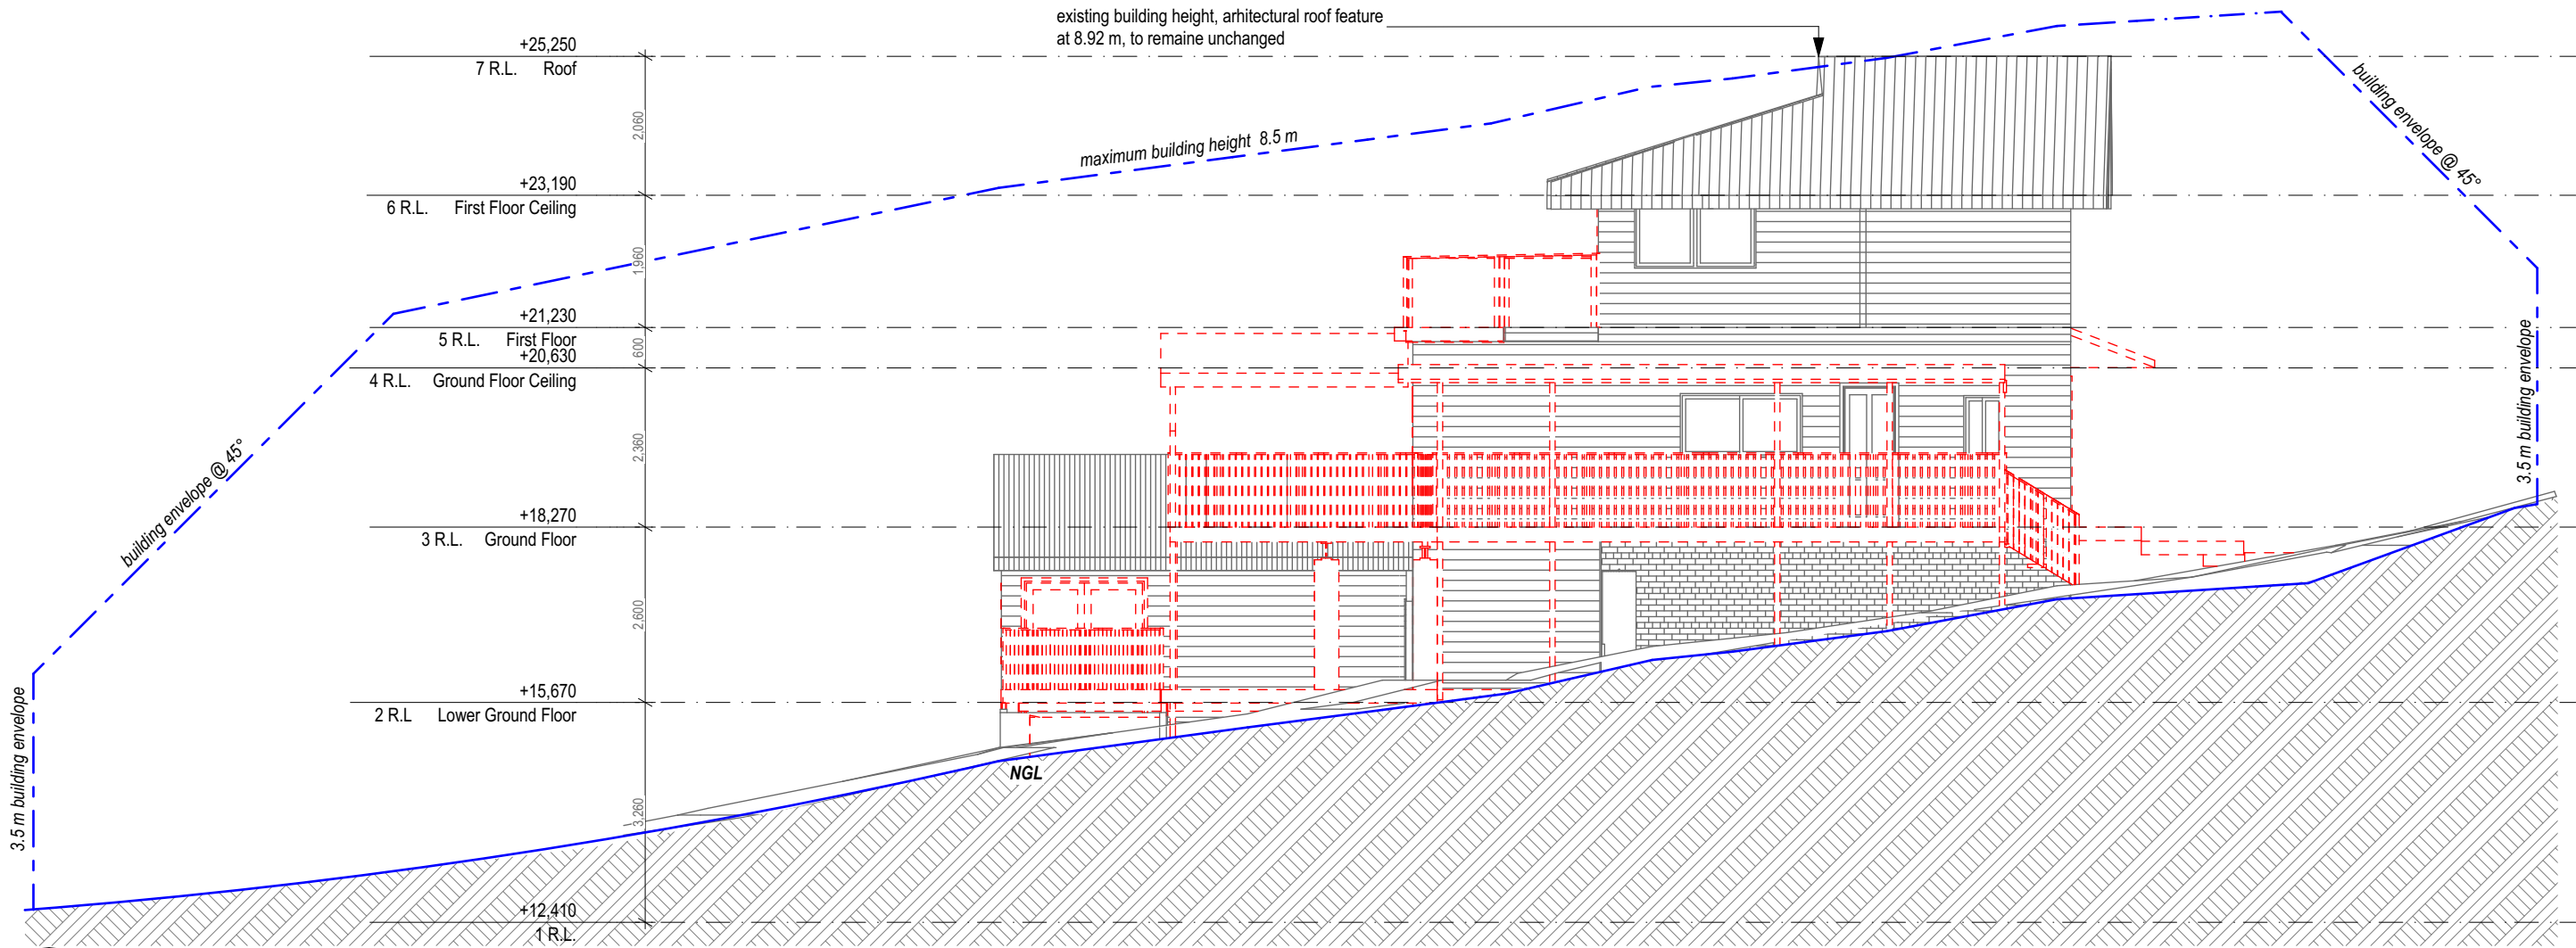 existing building height, arhitectural roof feature
at 8.92 m, to remaine unchanged
+25,250
7 R.L. Roof
2,060
maximum building height 8.5 m
building envelope @ 45°
+23,190
6 R.L. First Floor Ceiling
1,960
+21,230
5 R.L. First Floor
600
+20,630
4 R.L. Ground Floor Ceiling
2,360
building envelope @ 45°
3.5 m building envelope
+18,270
3 R.L. Ground Floor
2,600
+15,670
2 R.L Lower Ground Floor
3.5 m building envelope
NGL
3,260
+12,410
1 R.L.